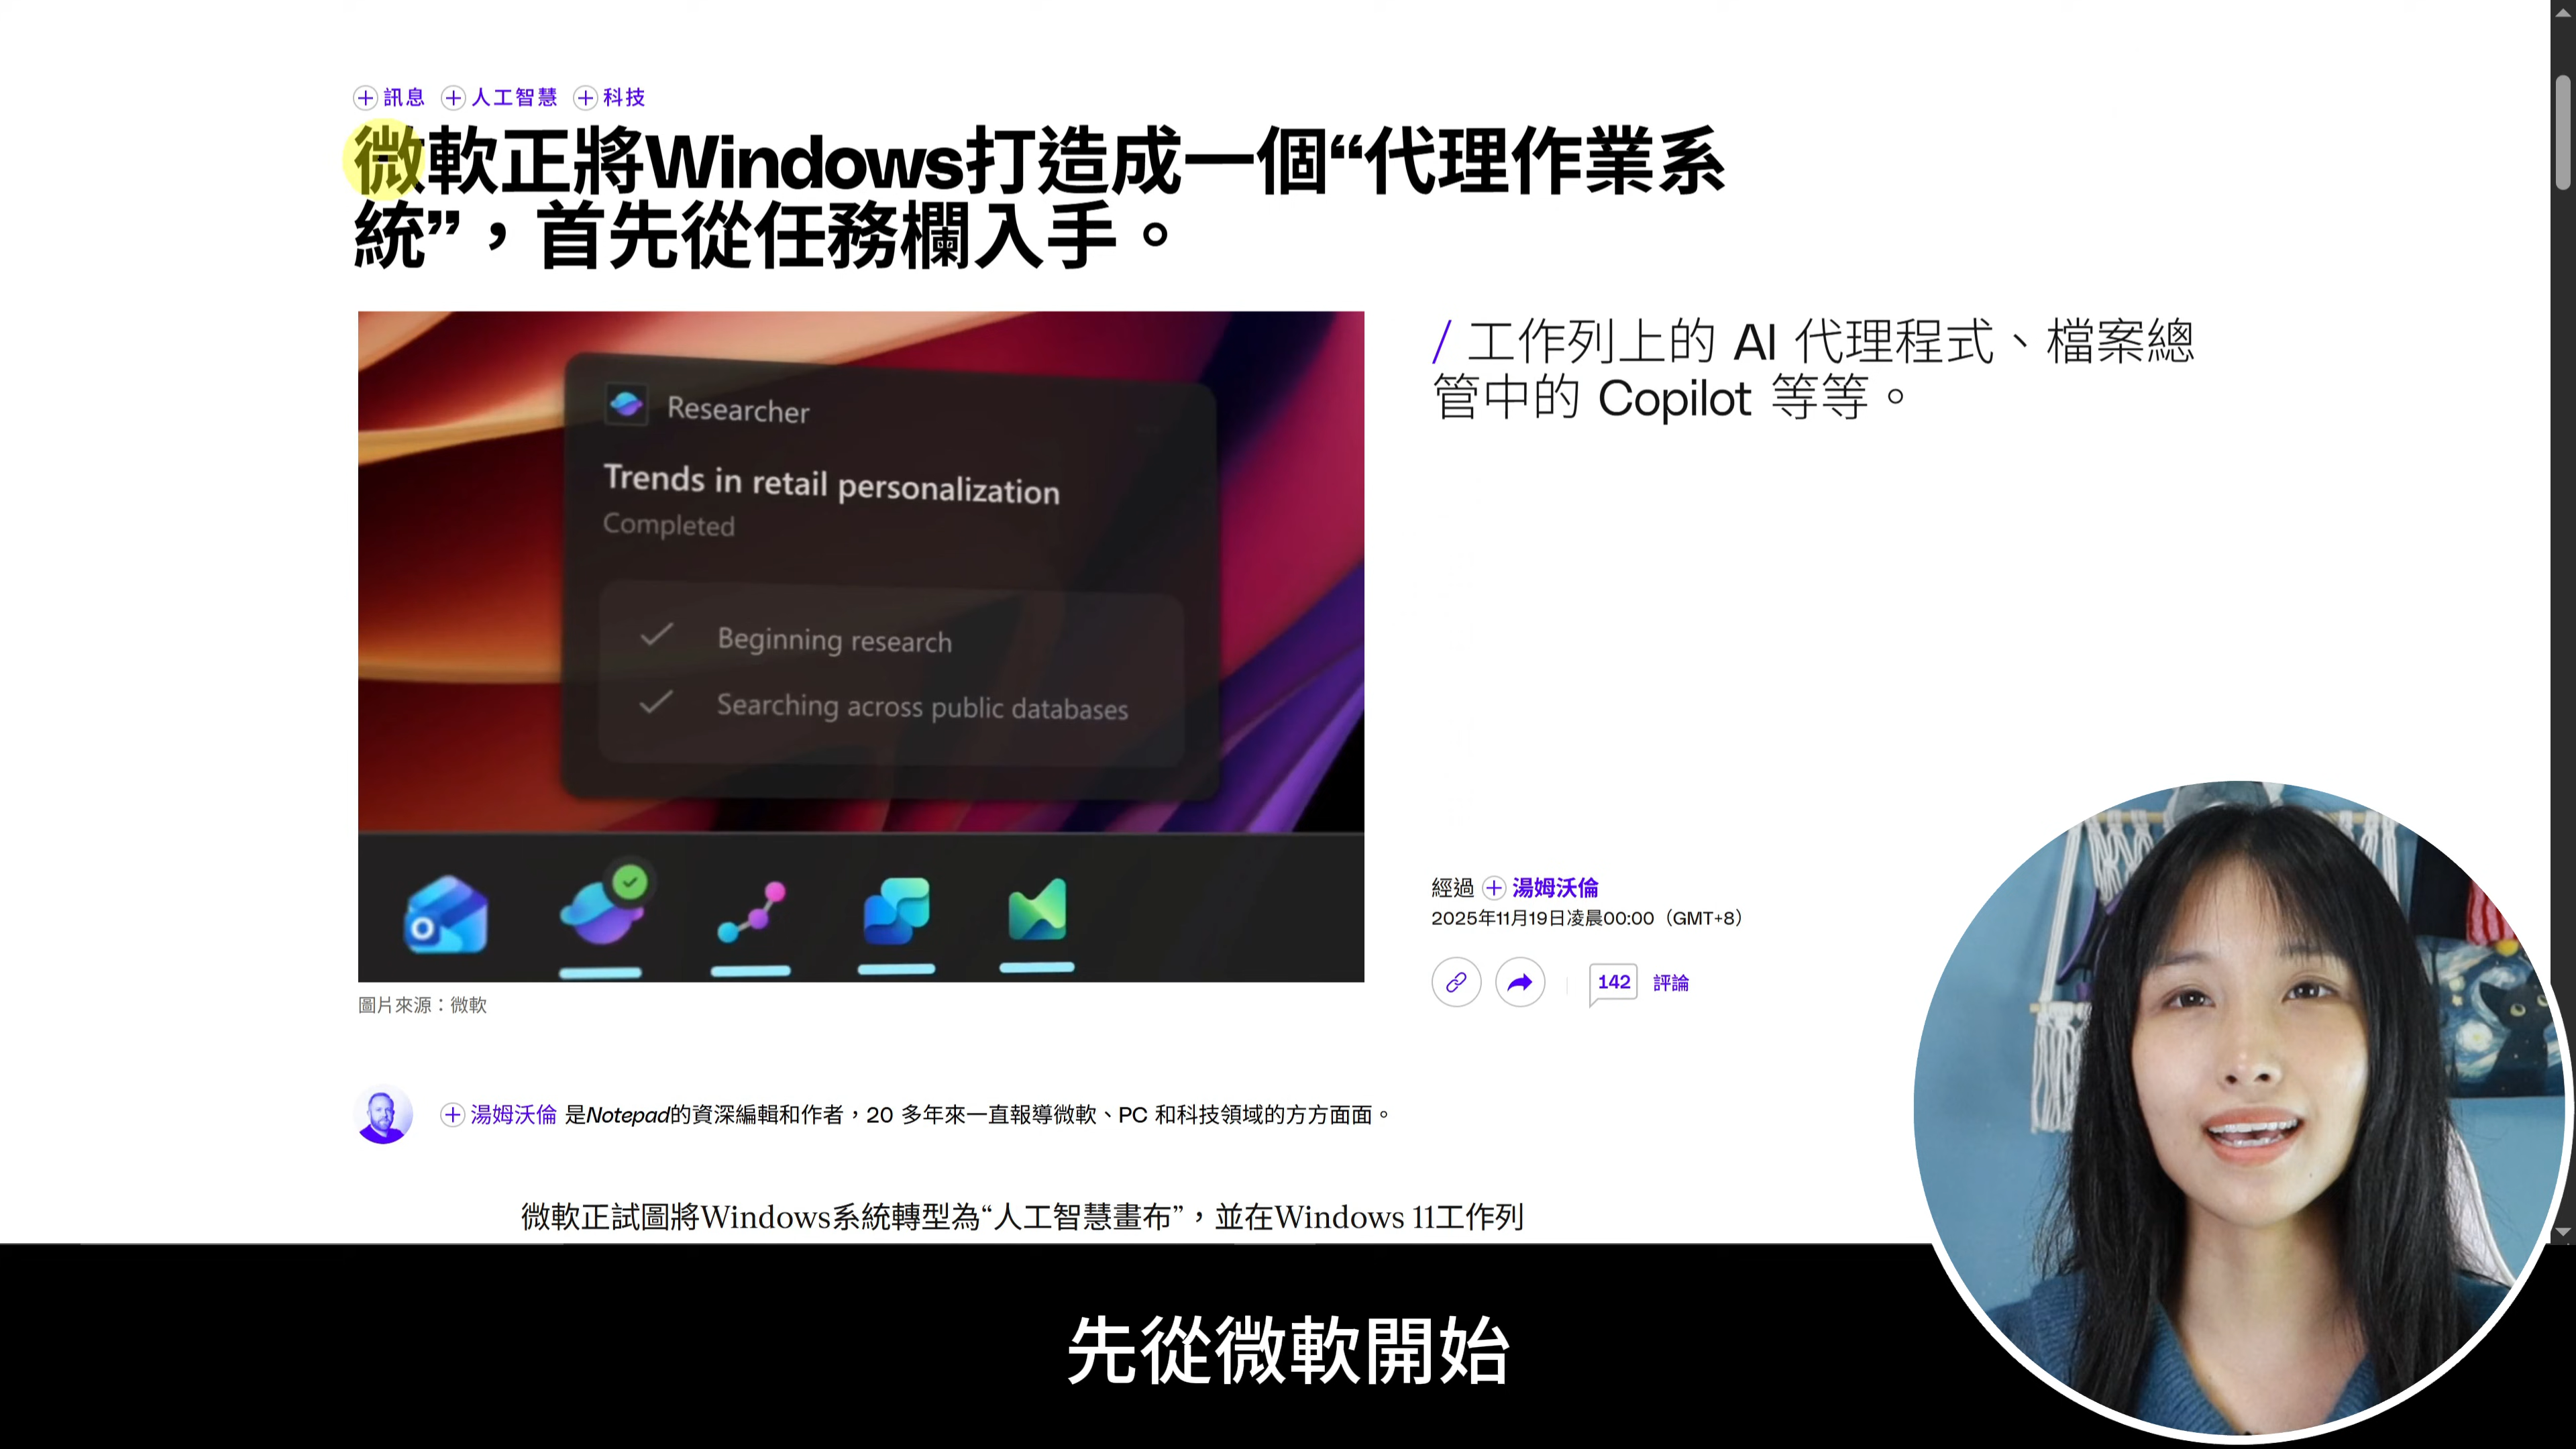 訊息 人工智慧 科技
微軟正將Windows打造成一個“代理作業系
統”，首先從任務欄入手。
/ 工作列上的 AI 代理程式、檔案總
管中的 Copilot 等等。
Researcher
Trends in retail personalization
Completed
Beginning research
Searching across public databases
圖片來源：微軟
經過 湯姆沃倫
2025年11月19日凌晨00:00（GMT+8）
142 評論
湯姆沃倫 是Notepad的資深編輯和作者，20 多年來一直報導微軟、PC 和科技領域的方方面面。
微軟正試圖將Windows系統轉型為“人工智慧畫布”，並在Windows 11工作列
先從微軟開始